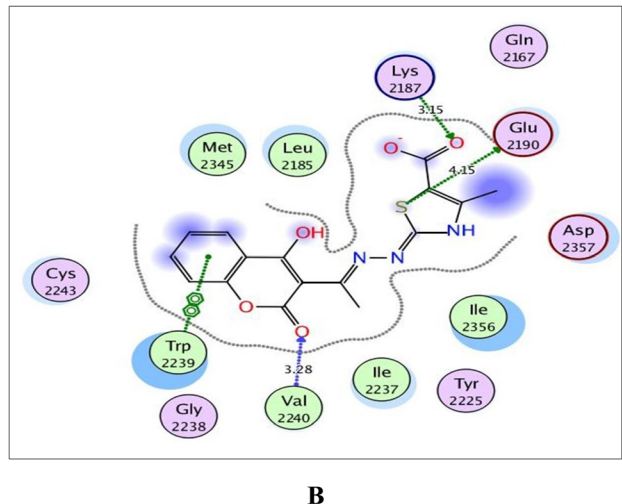 Gln
2167
Lys
2187
3.15
Glu
2190
O
O-
4.15
Met
2345
Leu
2185
S
OH
N
N
NH
Asp
2357
Cys
2243
O
O
Ile
2356
Trp
2239
3.28
Ile
2237
Tyr
2225
Val
2240
Gly
2238
B